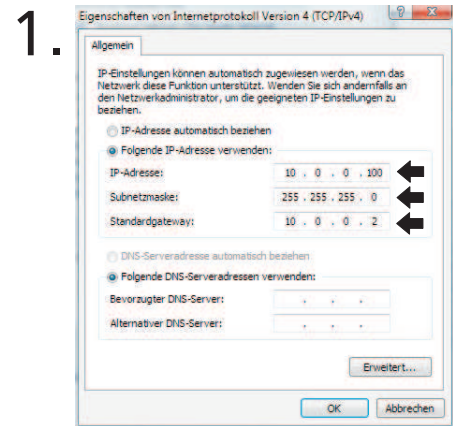 1.
Eigenschaften von Internetprotokoll Version 4 (TCP/IPv4)
Allgemein
IP-Einstellungen können automatisch zugewiesen werden, wenn das
Netzwerk diese Funktion unterstützt. Wenden Sie sich andernfalls an
den Netzwerkadministrator, um die geeigneten IP-Einstellungen zu
beziehen.
IP-Adresse automatisch beziehen
Folgende IP-Adresse verwenden:
IP-Adresse: 10 . 0 . 0 . 100
Subnetzmaske: 255 . 255 . 255 . 0
Standardgateway: 10 . 0 . 0 . 2
DNS-Serveradresse automatisch beziehen
Folgende DNS-Serveradressen verwenden:
Bevorzugter DNS-Server: . . .
Alternativer DNS-Server: . . .
Erweitert...
OK Abbrechen